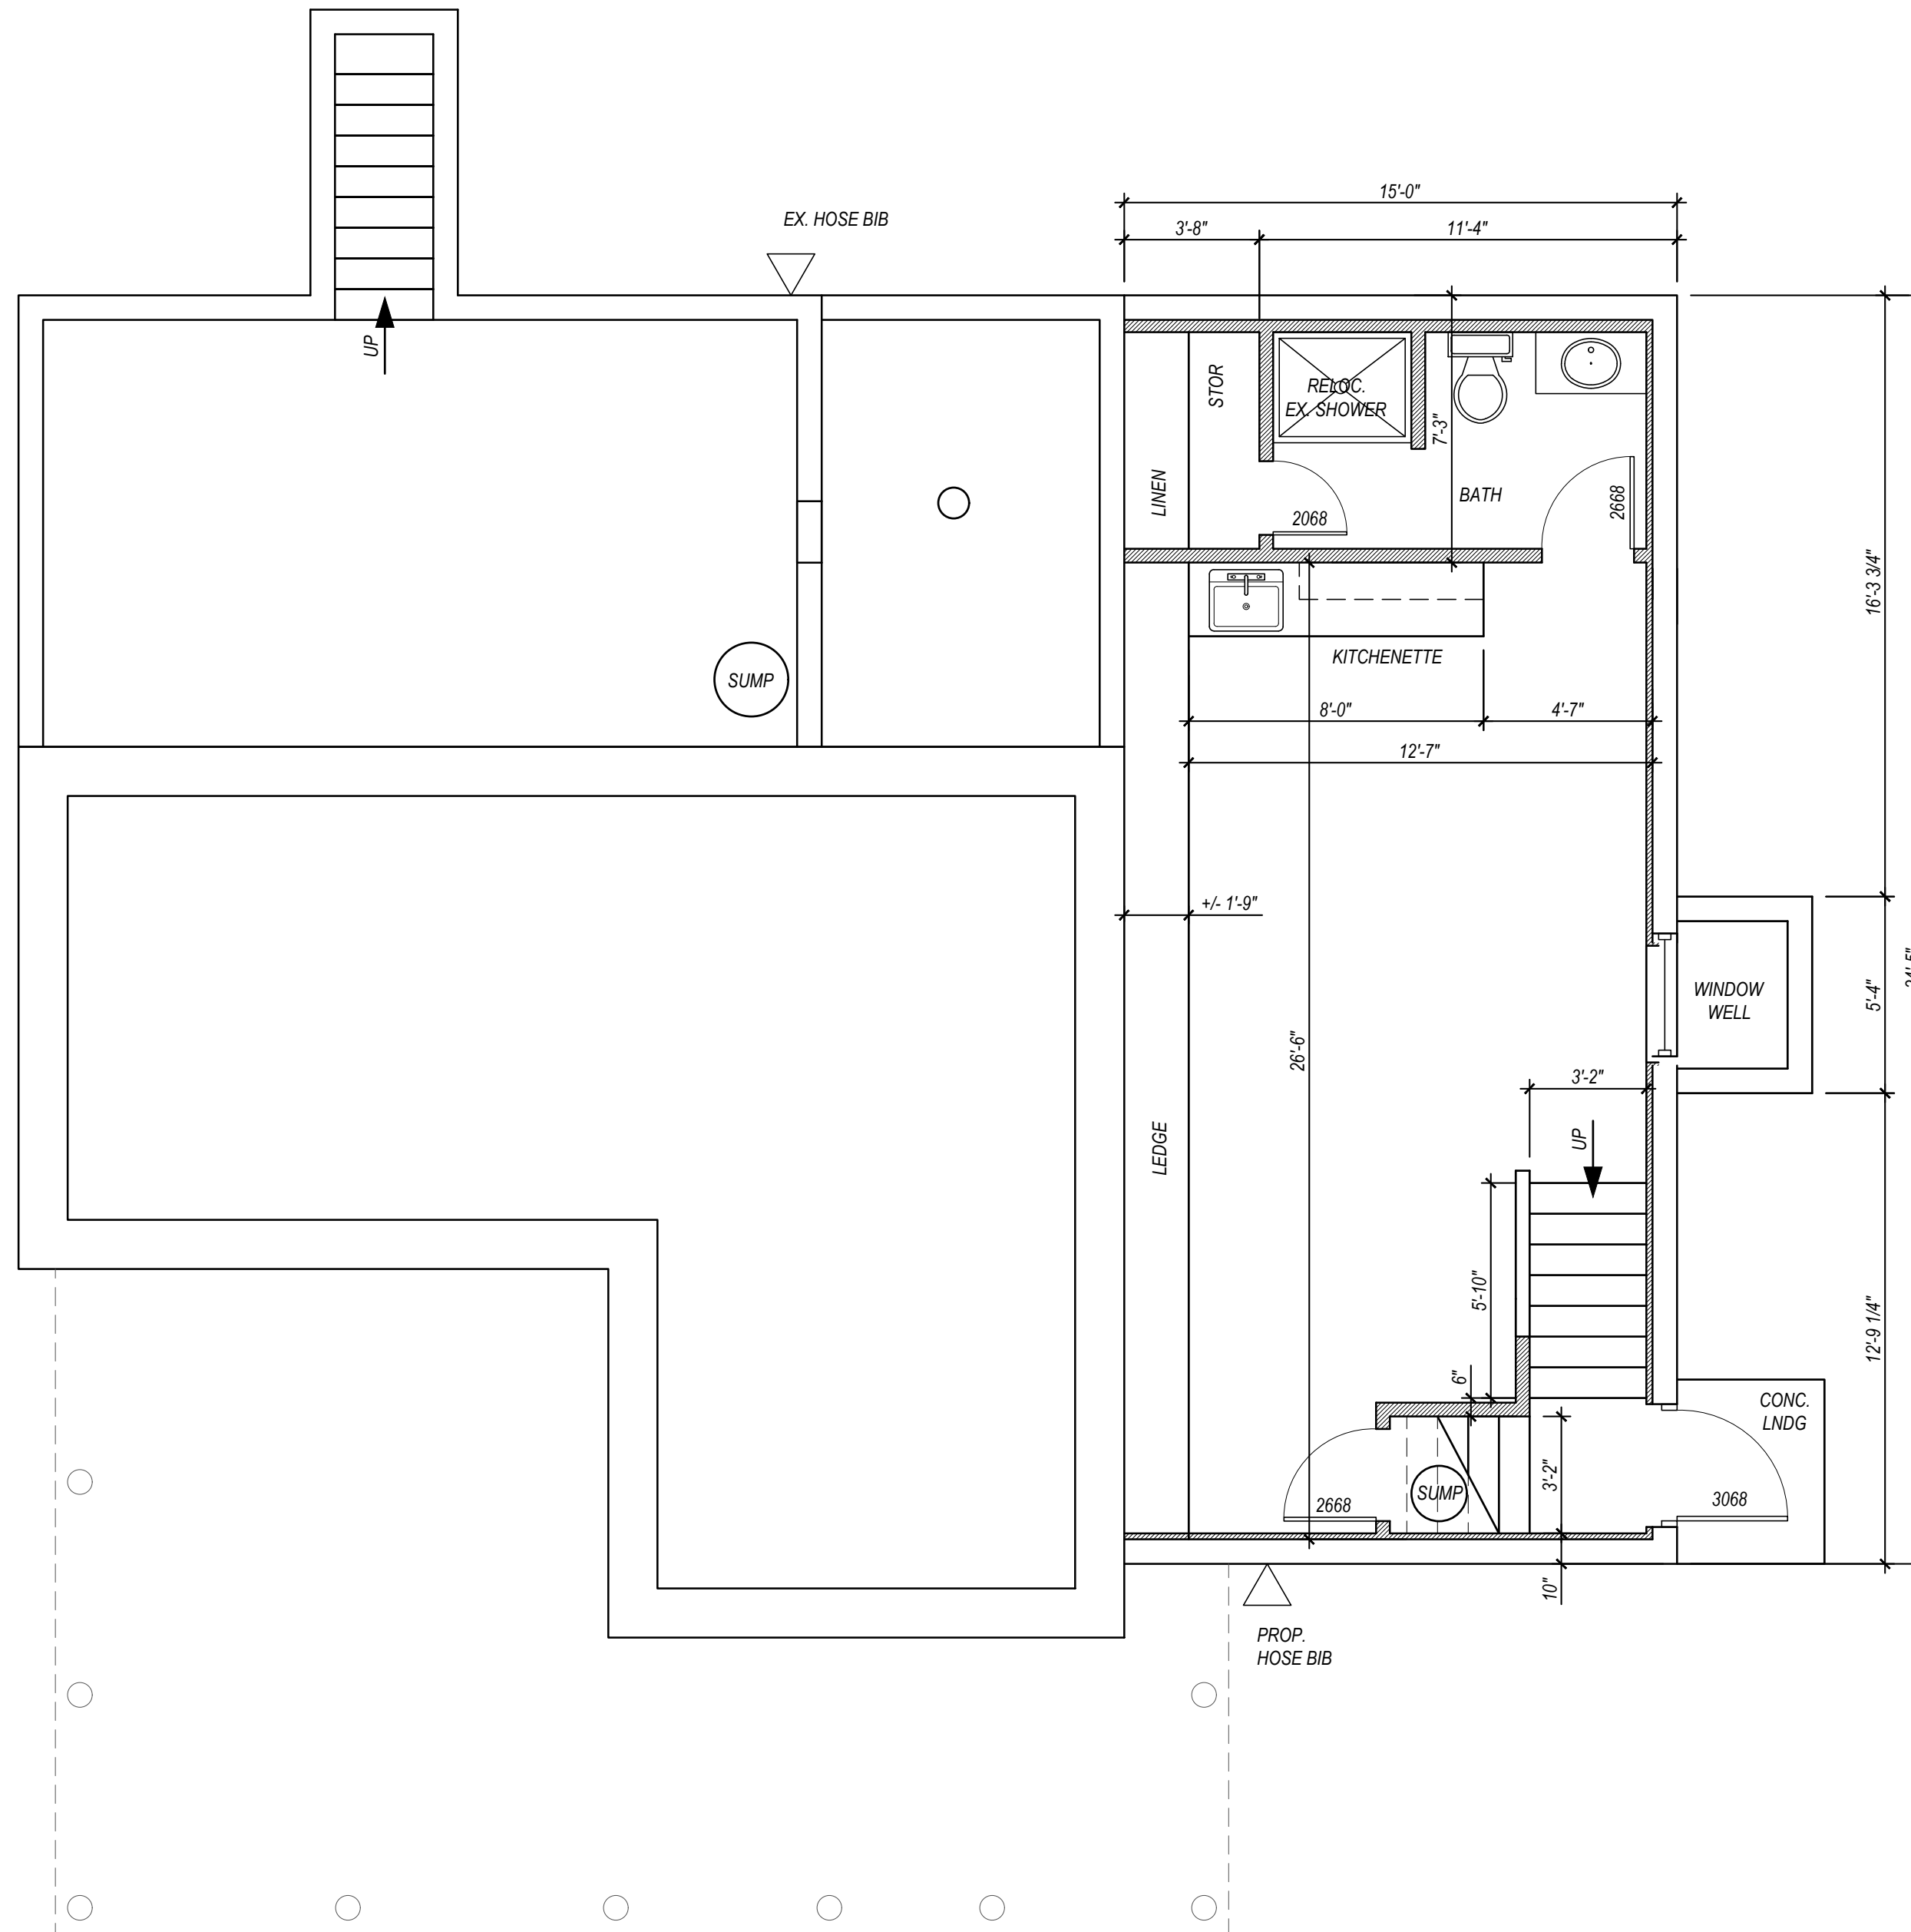 15'-0"
EX. HOSE BIB
3'-8"
11'-4"
UP
STOR
RELOC.
EX. SHOWER
7'-3"
LINEN
BATH
2668
2068
16'-3 3/4"
KITCHENETTE
SUMP
8'-0"
4'-7"
12'-7"
+/- 1'-9"
WINDOW
WELL
5'-4"
26'-6"
3'-2"
LEDGE
UP
5'-10"
12'-9 1/4"
6"
CONC.
LNDG
3'-2"
2668
SUMP
3068
10"
PROP.
HOSE BIB